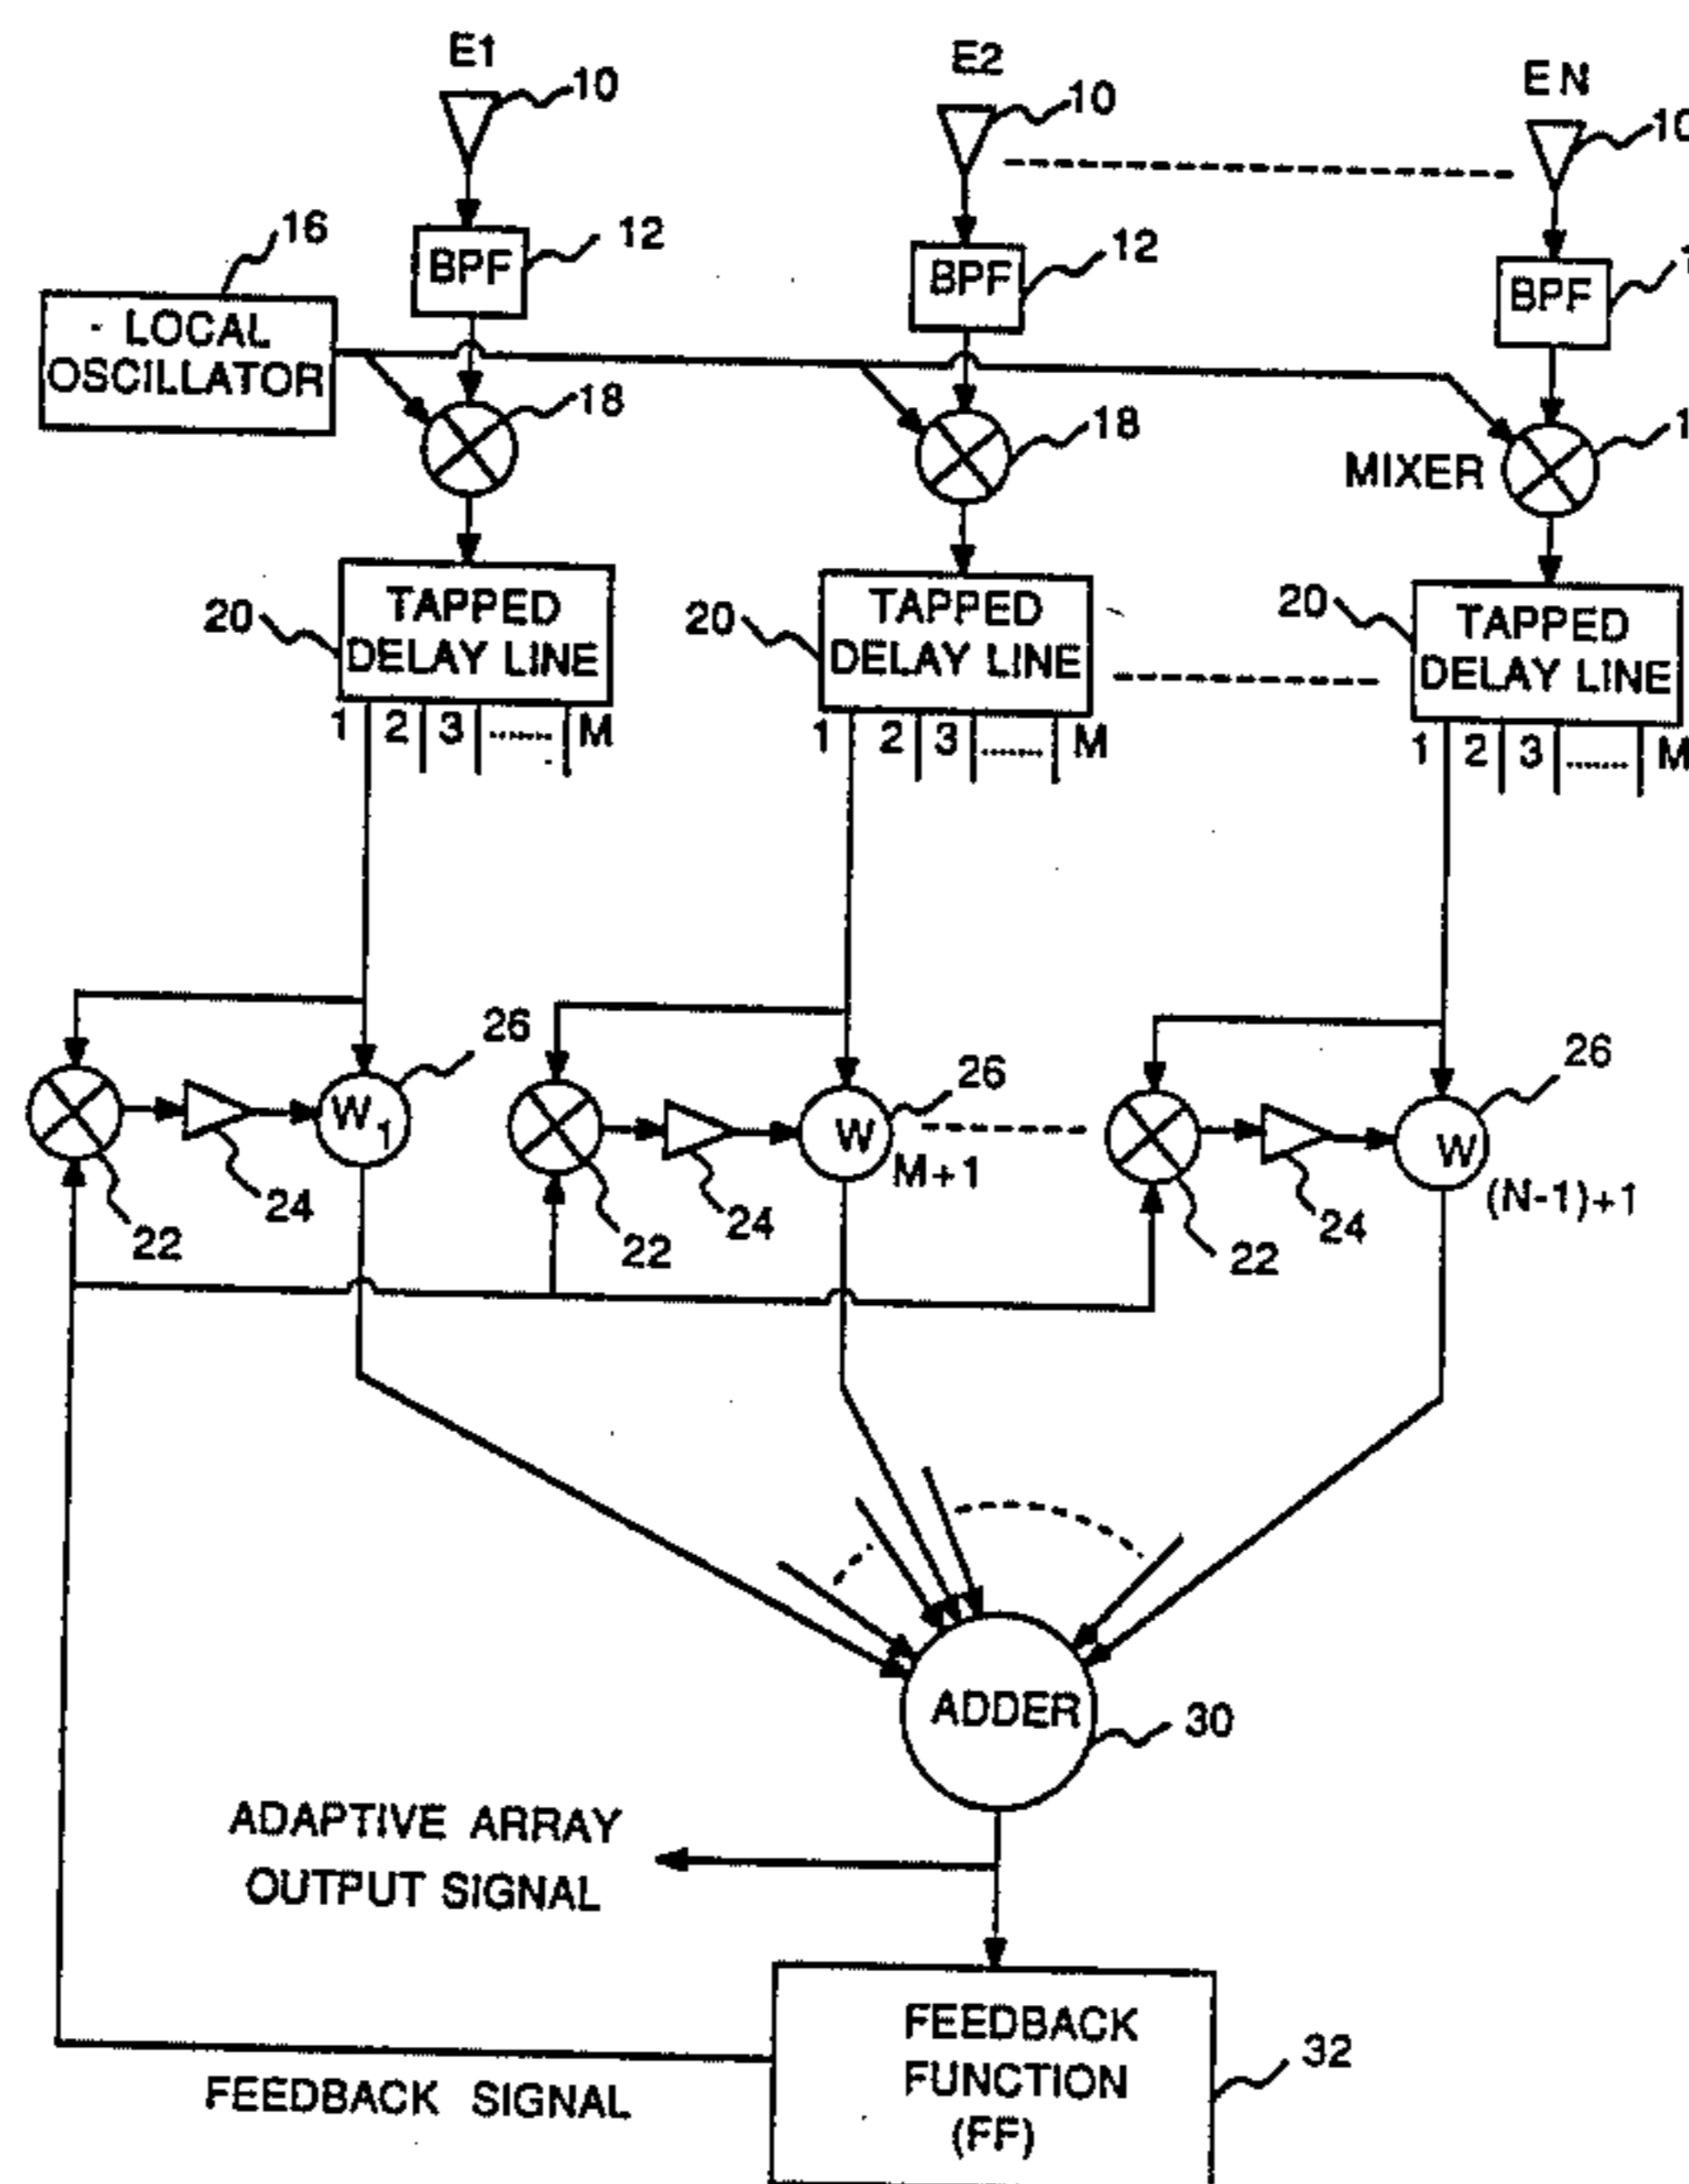 E1
E2
E N
10
10
10
16
BPF
12
BPF
12
BPF
LOCAL
OSCILLATOR
18
18
MIXER
20
TAPPED
DELAY LINE
20
TAPPED
DELAY LINE
20
TAPPED
DELAY LINE
1 2 3 ....... M
1 2 3 ....... M
1 2 3 ....... M
26
26
26
W1
W
M+1
W
(N-1)+1
22
24
22
24
22
24
ADDER
30
ADAPTIVE ARRAY
OUTPUT SIGNAL
FEEDBACK
FUNCTION
(FF)
32
FEEDBACK SIGNAL